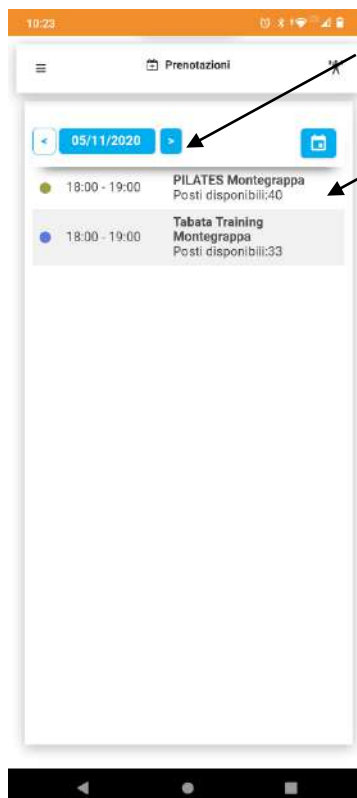 10:23
Prenotazioni
< 05/11/2020 >
18:00 - 19:00 PILATES Montegrappa
Posti disponibili:40
18:00 - 19:00 Tabata Training
Montegrappa
Posti disponibili:33